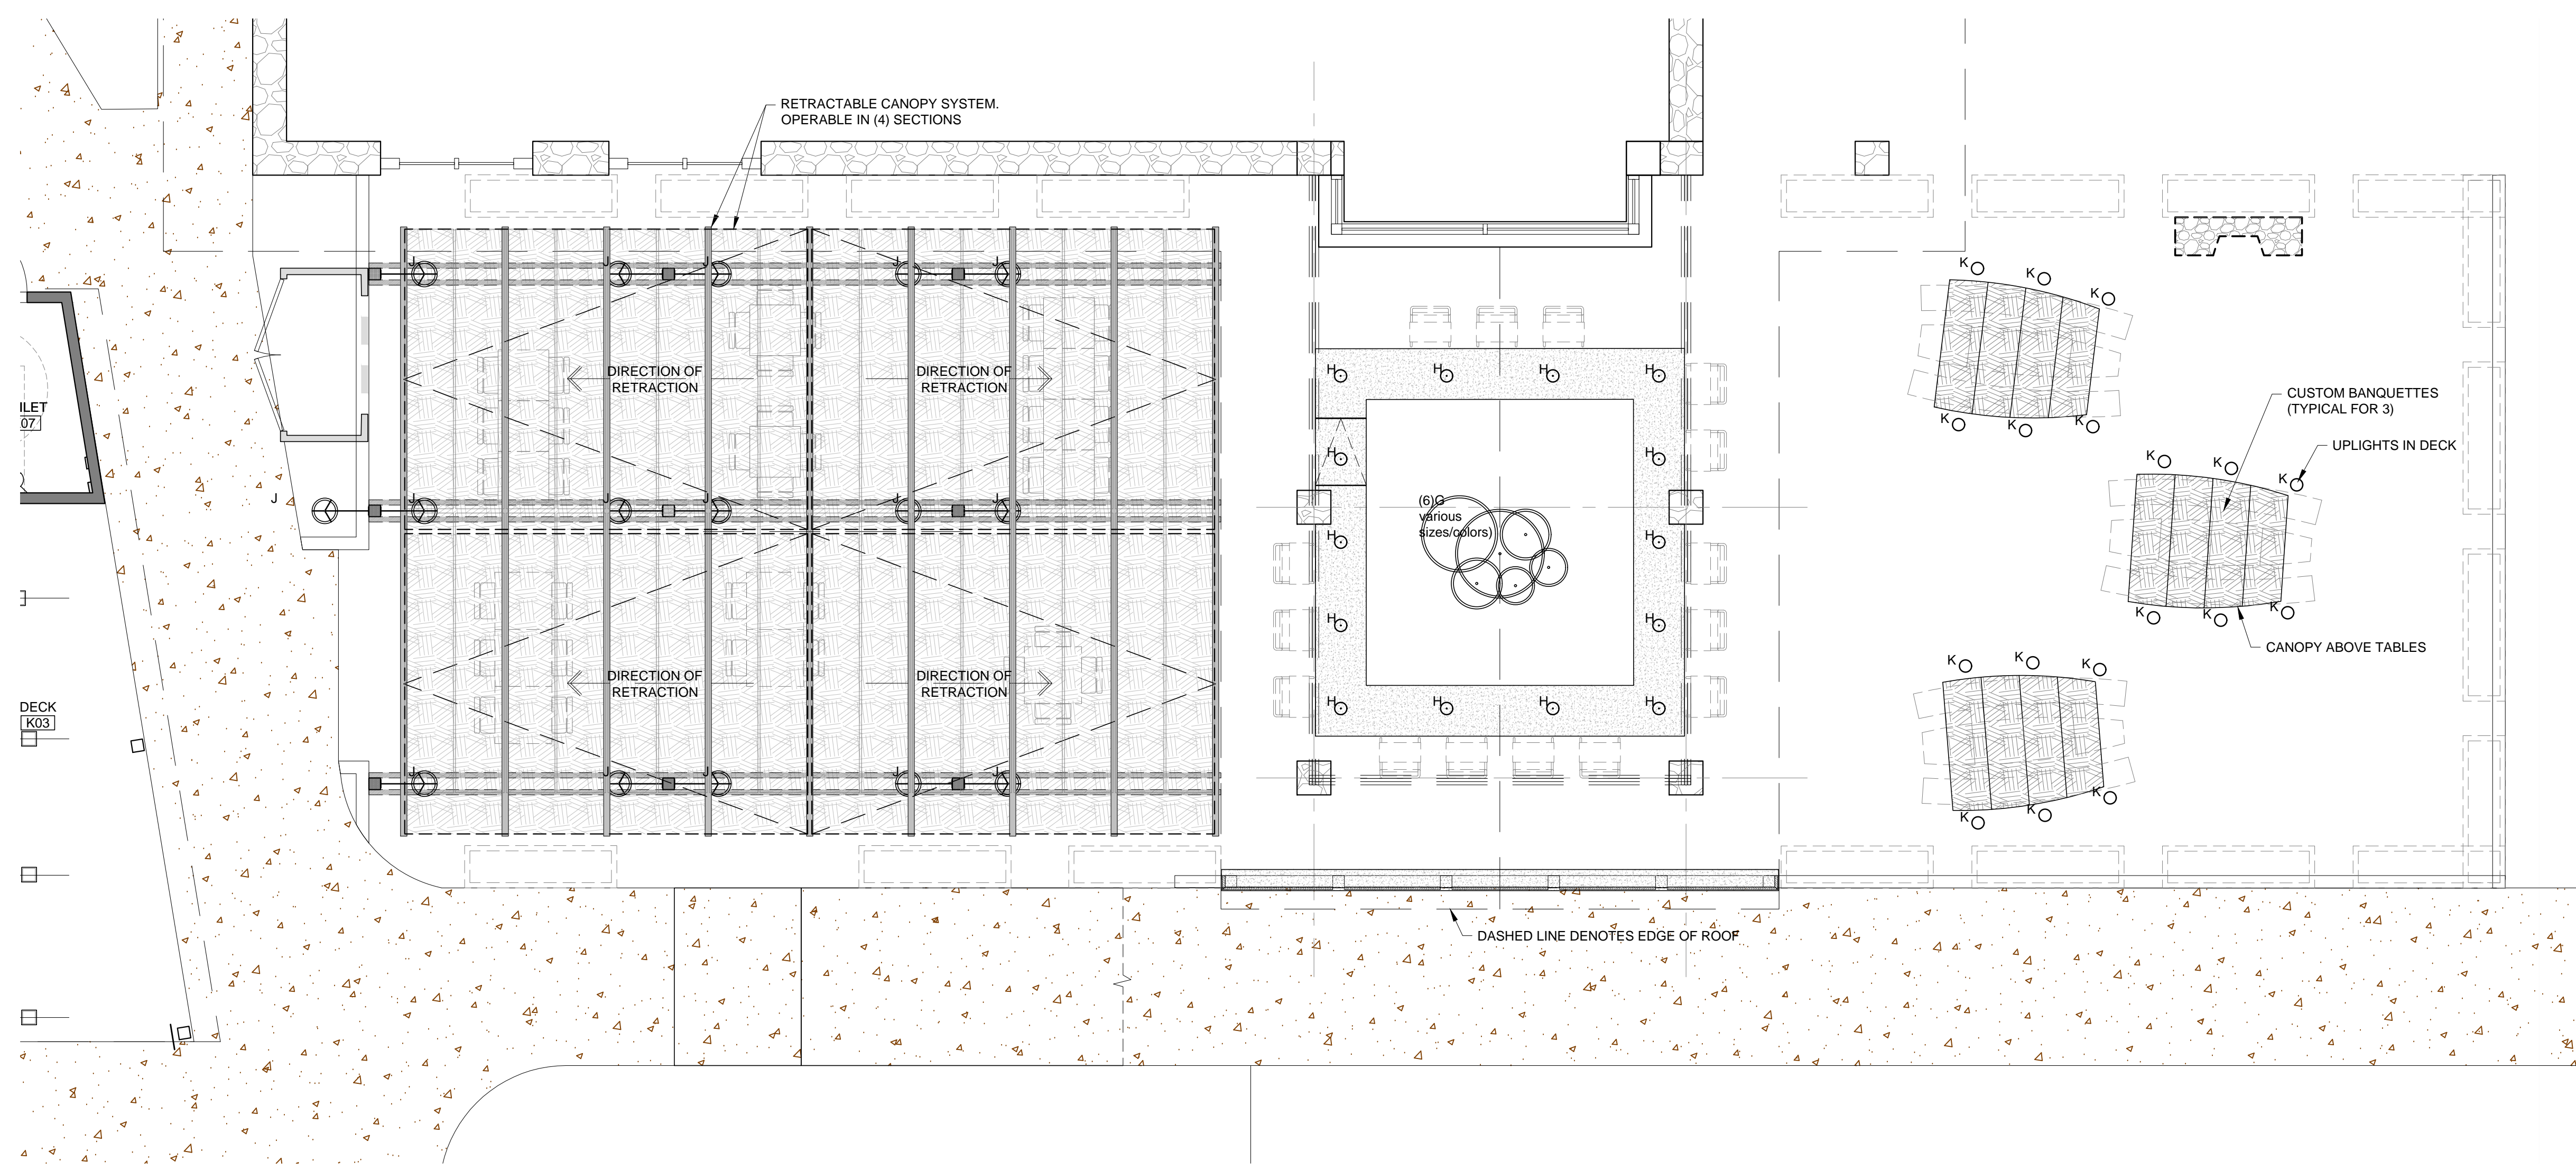 RETRACTABLE CANOPY SYSTEM.
OPERABLE IN (4) SECTIONS
J J J J J
K K K
DIRECTION OF
RETRACTION
DIRECTION OF
RETRACTION
H H H H
CUSTOM BANQUETTES
(TYPICAL FOR 3)
ILET
07
K K K
UPLIGHTS IN DECK
H H
K K K
J J J J J J
(6)G
various
sizes/colors)
H H
K K K
H H
CANOPY ABOVE TABLES
K K K
DIRECTION OF
RETRACTION
DIRECTION OF
RETRACTION
DECK
K03
H H H H
J J J J J
K K K
DASHED LINE DENOTES EDGE OF ROOF